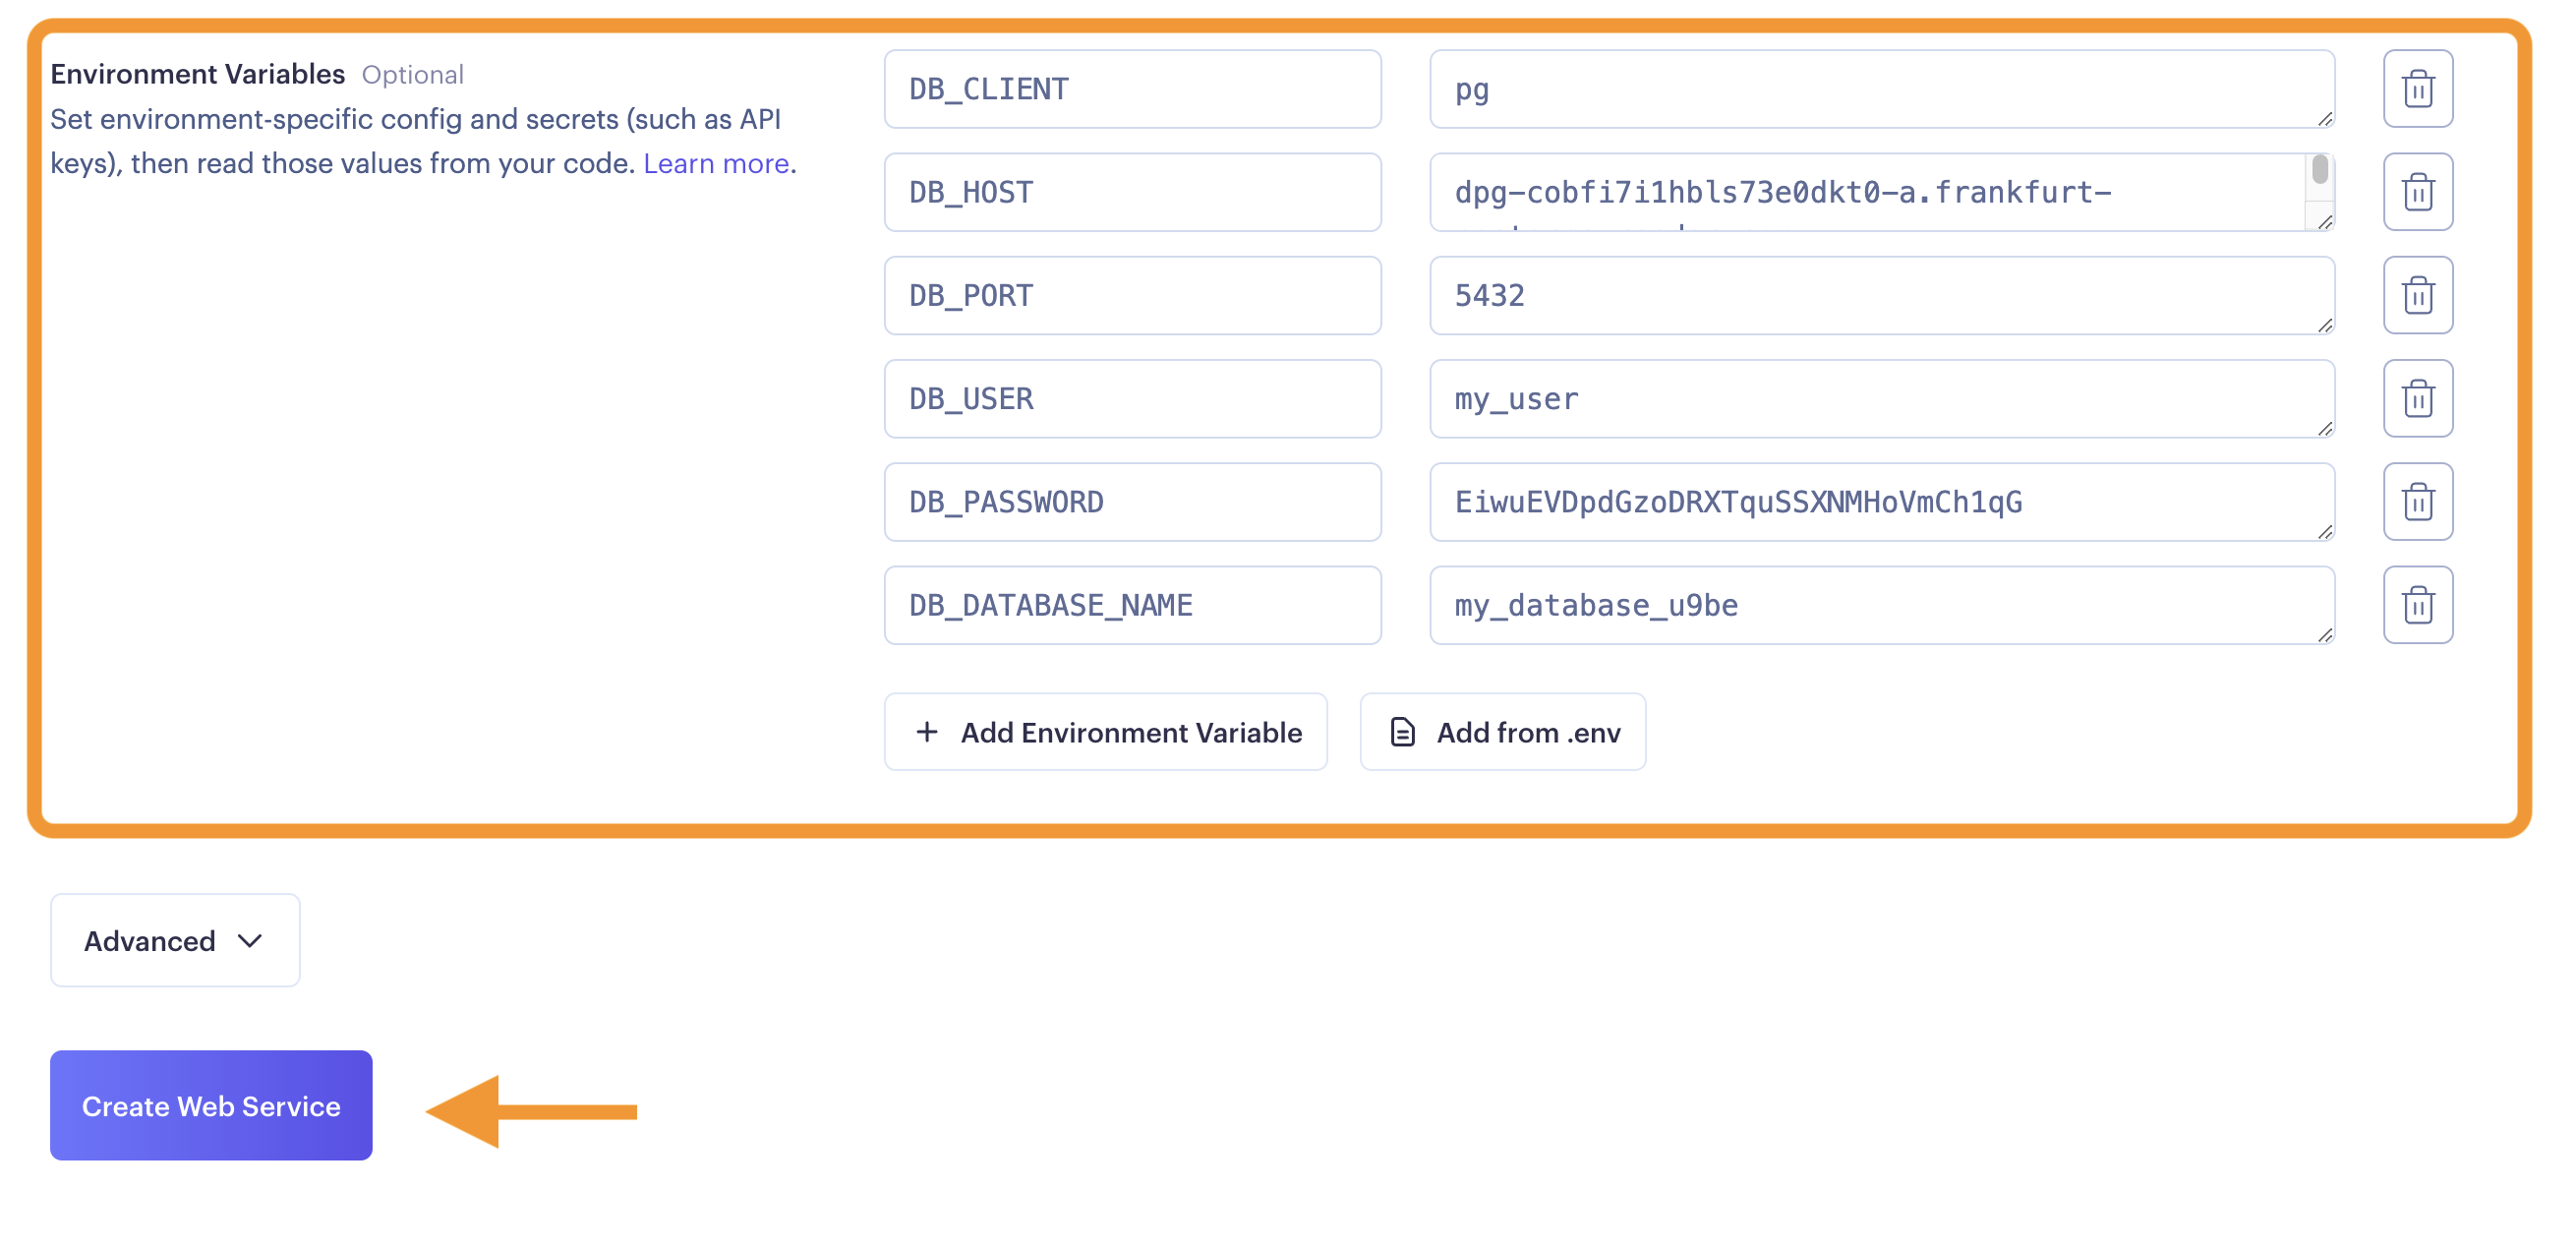 Environment Variables Optional
Set environment-specific config and secrets (such as API
keys), then read those values from your code. Learn more.
DB_CLIENT pg
DB_HOST dpg-cobfi7i1hbls73e0dkt0-a.frankfurt-
DB_PORT 5432
DB_USER my_user
DB_PASSWORD EiwuEVDpdGzoDRXTquSSXNMHoVmCh1qG
DB_DATABASE_NAME my_database_u9be
+ Add Environment Variable Add from .env
Advanced
Create Web Service